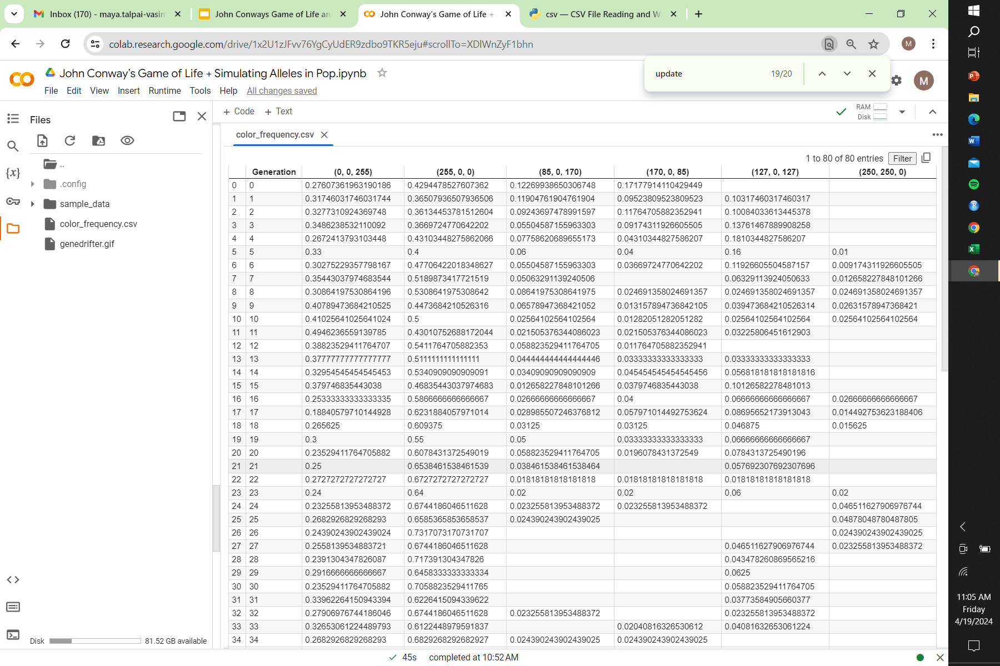 Inbox (170) - maya.talpai-vasin
John Conways Game of Life an
John Conway's Game of Life +
csv — CSV File Reading and W
colab.research.google.com/drive/1x2U1zJFvv76YgCyUdER9zdbo9TKR5eju#scrollTo=XDlWnZyF1bhn
M
update 19/20
John Conway's Game of Life + Simulating Alleles in Pop.ipynb
M
File Edit View Insert Runtime Tools Help All changes saved
+ Code + Text
RAM
Disk
Files
color_frequency.csv
..
.config
sample_data
color_frequency.csv
genedrifter.gif
{x}
1 to 80 of 80 entries Filter
Generation (0, 0, 255) (255, 0, 0) (85, 0, 170) (170, 0, 85) (127, 0, 127) (250, 250, 0)
0 0 0.27607361963190186 0.4294478527607362 0.12269938650306748 0.17177914110429449
1 1 0.31746031746031744 0.36507936507936506 0.11904761904761904 0.09523809523809523 0.10317460317460317
2 2 0.3277310924369748 0.36134453781512604 0.09243697478991597 0.11764705882352941 0.10084033613445378
3 3 0.3486238532110092 0.3669724770642202 0.05504587155963303 0.09174311926605505 0.13761467889908258
4 4 0.2672413793103448 0.43103448275862066 0.07758620689655173 0.04310344827586207 0.1810344827586207
5 5 0.33 0.4 0.06 0.04 0.16 0.01
6 6 0.30275229357798167 0.47706422018348627 0.05504587155963303 0.03669724770642202 0.11926605504587157 0.009174311926605505
7 7 0.35443037974683544 0.5189873417721519 0.05063291139240506 0.06329113924050633 0.012658227848101266
8 8 0.30864197530864196 0.5308641975308642 0.08641975308641975 0.024691358024691357 0.024691358024691357 0.024691358024691357
9 9 0.40789473684210525 0.4473684210526316 0.06578947368421052 0.013157894736842105 0.039473684210526314 0.02631578947368421
10 10 0.41025641025641024 0.5 0.02564102564102564 0.01282051282051282 0.02564102564102564 0.02564102564102564
11 11 0.4946236559139785 0.43010752688172044 0.021505376344086023 0.021505376344086023 0.03225806451612903
12 12 0.38823529411764707 0.5411764705882353 0.058823529411764705 0.011764705882352941
13 13 0.37777777777777777 0.5111111111111111 0.044444444444444446 0.03333333333333333 0.03333333333333333
14 14 0.32954545454545453 0.5340909090909091 0.03409090909090909 0.045454545454545456 0.056818181818181816
15 15 0.379746835443038 0.46835443037974683 0.012658227848101266 0.0379746835443038 0.10126582278481013
16 16 0.25333333333333335 0.5866666666666667 0.02666666666666667 0.04 0.06666666666666667 0.02666666666666667
17 17 0.18840579710144928 0.6231884057971014 0.028985507246376812 0.057971014492753624 0.08695652173913043 0.014492753623188406
18 18 0.265625 0.609375 0.03125 0.03125 0.046875 0.015625
19 19 0.3 0.55 0.05 0.03333333333333333 0.06666666666666667
20 20 0.23529411764705882 0.6078431372549019 0.058823529411764705 0.0196078431372549 0.0784313725490196
21 21 0.25 0.6538461538461539 0.038461538461538464 0.057692307692307696
22 22 0.2727272727272727 0.6727272727272727 0.01818181818181818 0.01818181818181818 0.01818181818181818
23 23 0.24 0.64 0.02 0.02 0.06 0.02
24 24 0.23255813953488372 0.6744186046511628 0.023255813953488372 0.023255813953488372 0.046511627906976744
25 25 0.2682926829268293 0.6585365853658537 0.024390243902439025 0.04878048780487805
26 26 0.24390243902439024 0.7317073170731707 0.024390243902439025
27 27 0.2558139534883721 0.6744186046511628 0.046511627906976744 0.023255813953488372
28 28 0.2391304347826087 0.717391304347826 0.043478260869565216
29 29 0.2916666666666667 0.6458333333333334 0.0625
30 30 0.23529411764705882 0.7058823529411765 0.058823529411764705
31 31 0.33962264150943394 0.6226415094339622 0.03773584905660377
32 32 0.27906976744186046 0.6744186046511628 0.023255813953488372 0.023255813953488372
33 33 0.32653061224489793 0.6122448979591837 0.02040816326530612 0.04081632653061224
34 34 0.2682926829268293 0.6829268292682927 0.024390243902439025 0.024390243902439025
Disk 81.52 GB available
45s completed at 10:52 AM
11:05 AM
Friday
4/19/2024